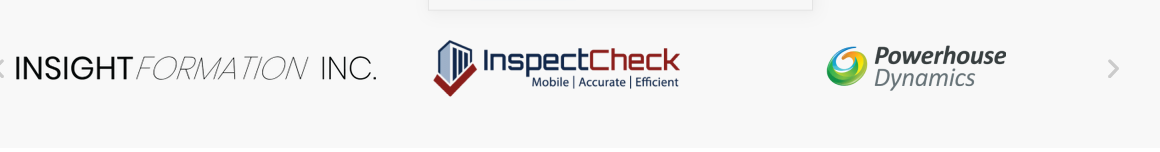 INSIGHTFORMATION INC.
InspectCheck
Mobile | Accurate | Efficient
Powerhouse
Dynamics